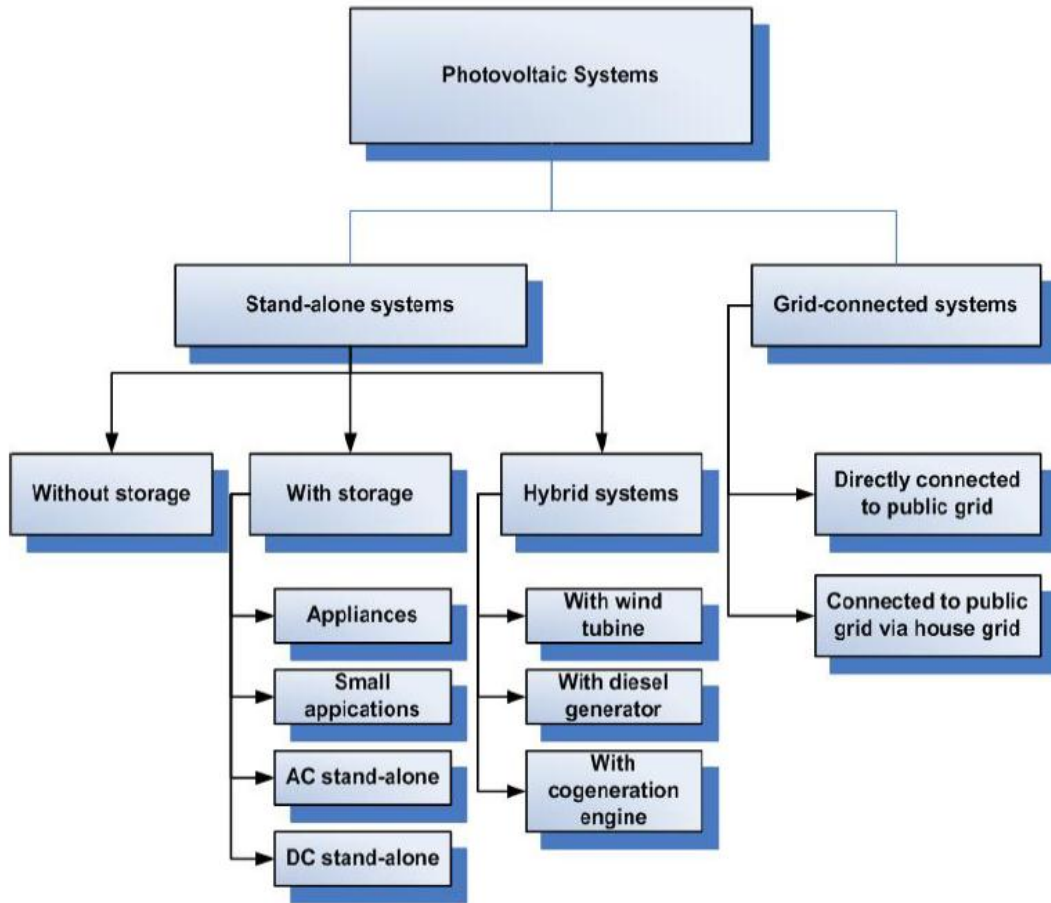 Photovoltaic Systems
Stand-alone systems
Grid-connected systems
Without storage
With storage
Hybrid systems
Directly connected
to public grid
Appliances
With wind
tubine
Connected to public
grid via house grid
Small
appications
With diesel
generator
AC stand-alone
With
cogeneration
engine
DC stand-alone